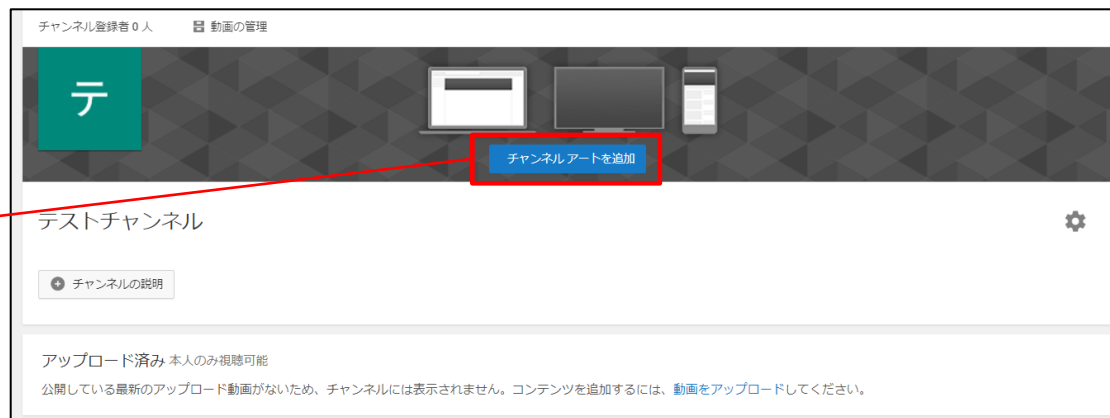 チャンネル登録者 0 人 動画の管理
テ
チャンネル アートを追加
テストチャンネル
チャンネルの説明
アップロード済み 本人のみ視聴可能
公開している最新のアップロード動画がないため、チャンネルには表示されません。コンテンツを追加するには、動画をアップロードしてください。